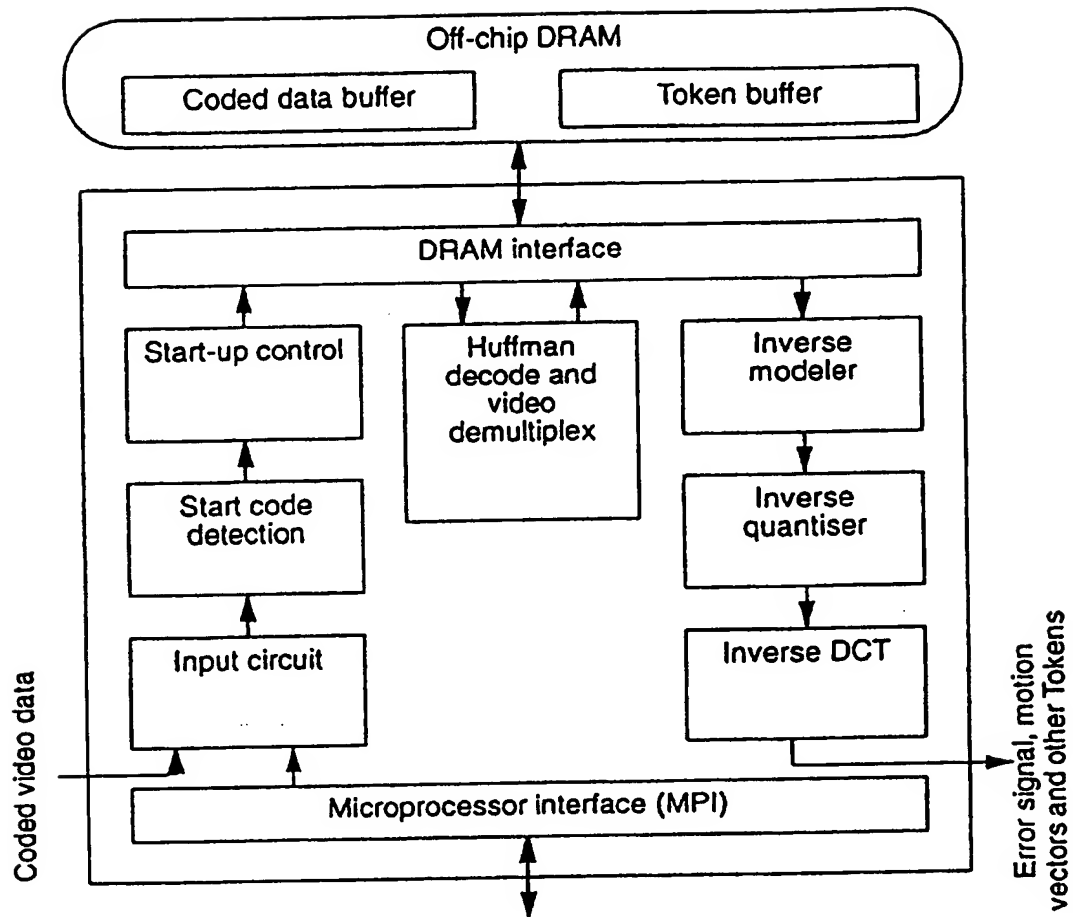 Off-chip DRAM
Coded data buffer
Token buffer
DRAM interface
Start-up control
Huffman
decode and
video
demultiplex
Inverse
modeler
Start code
detection
Inverse
quantiser
Input circuit
Inverse DCT
Coded video data
Error signal, motion
vectors and other Tokens
Microprocessor interface (MPI)